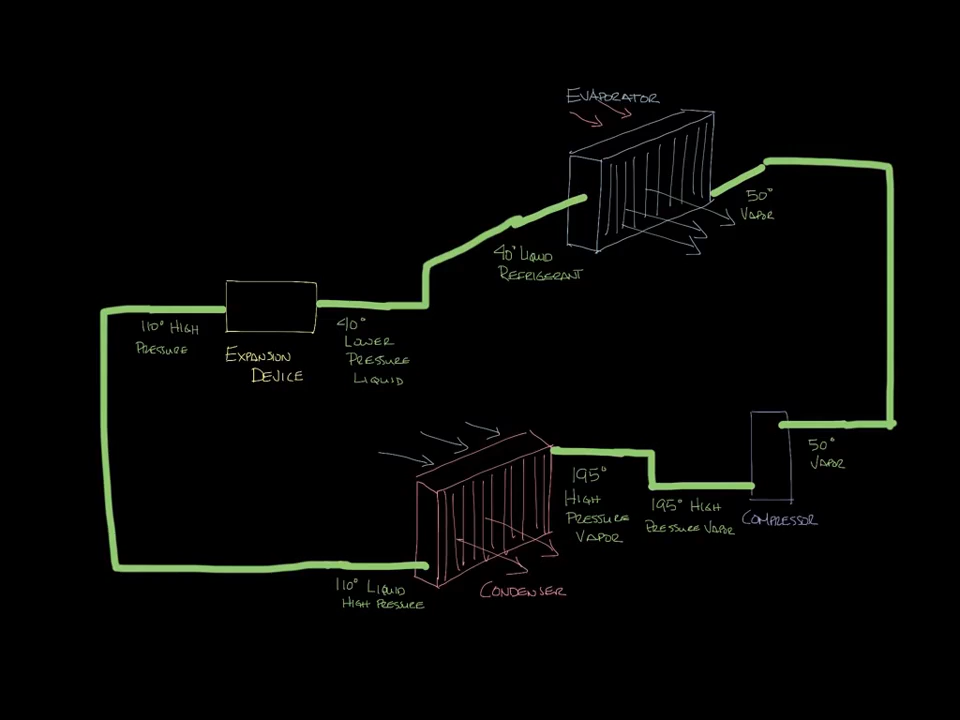 EVAPORATOR
50°
VAPOR
40° LIQUID
REFRIGERANT
110° HIGH
PRESSURE
EXPANSION
DEVICE
40°
LOWER
PRESSURE
LIQUID
50°
VAPOR
195°
HIGH
PRESSURE
VAPOR
195° HIGH
PRESSURE VAPOR
COMPRESSOR
110° LIQUID
HIGH PRESSURE
CONDENSER